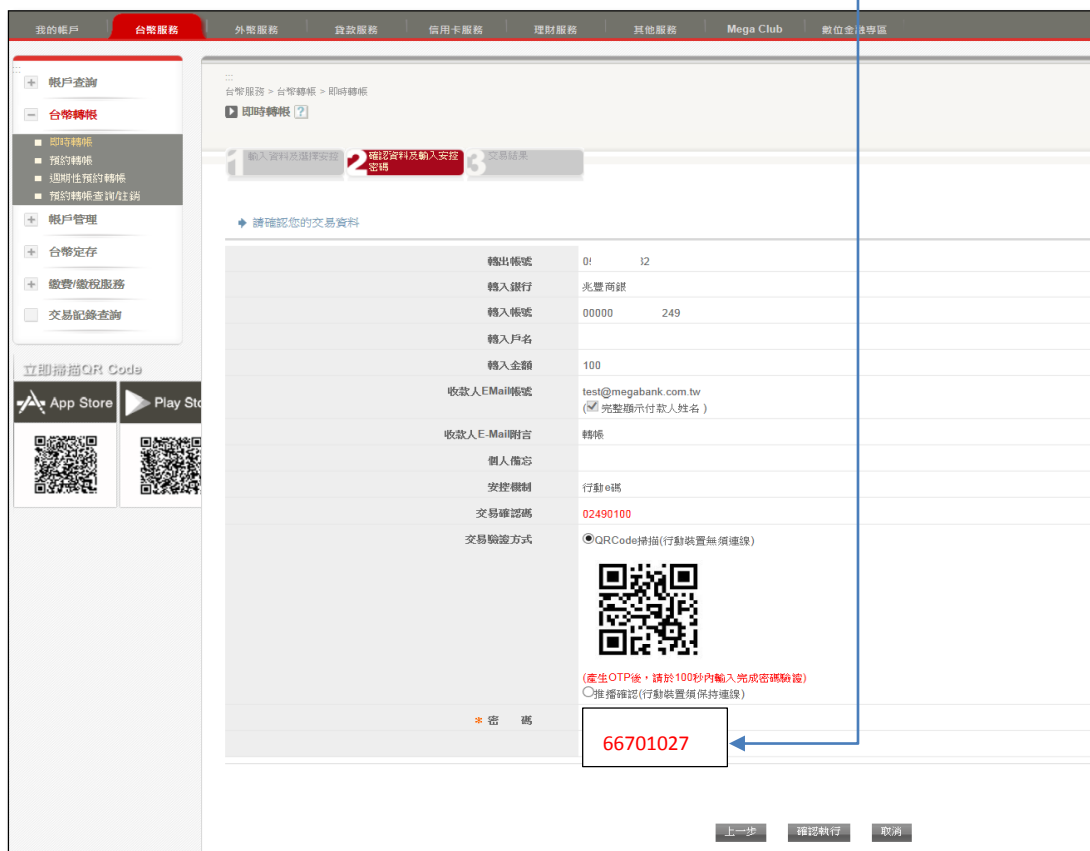 我的帳戶 台幣服務 外幣服務 貸款服務 信用卡服務 理財服務 其他服務 Mega Club 數位金融專區
帳戶查詢
台幣轉帳
即時轉帳
預約轉帳
週期性預約轉帳
預約轉帳查詢/註銷
帳戶管理
台幣定存
繳費/繳稅服務
交易記錄查詢
立即掃描QR Code
App Store
Play Sto
:::
台幣服務 > 台幣轉帳 > 即時轉帳
即時轉帳 ?
1 輸入資料及選擇安控
2 確認資料及輸入安控
密碼
3 交易結果
請確認您的交易資料
轉出帳號 32
轉入銀行 兆豐商銀
轉入帳號 00000 249
轉入戶名
轉入金額 100
收款人EMail帳號 test@megabank.com.tw
(完整顯示付款人姓名 )
收款人E-Mail附言 轉帳
個人備忘
安控機制 行動e碼
交易確認碼 02490100
交易驗證方式 QRCode掃描(行動裝置無須連線)
(產生OTP後，請於100秒內輸入完成密碼驗證)
推播確認(行動裝置須保持連線)
* 密 碼
66701027
上一步 確認執行 取消